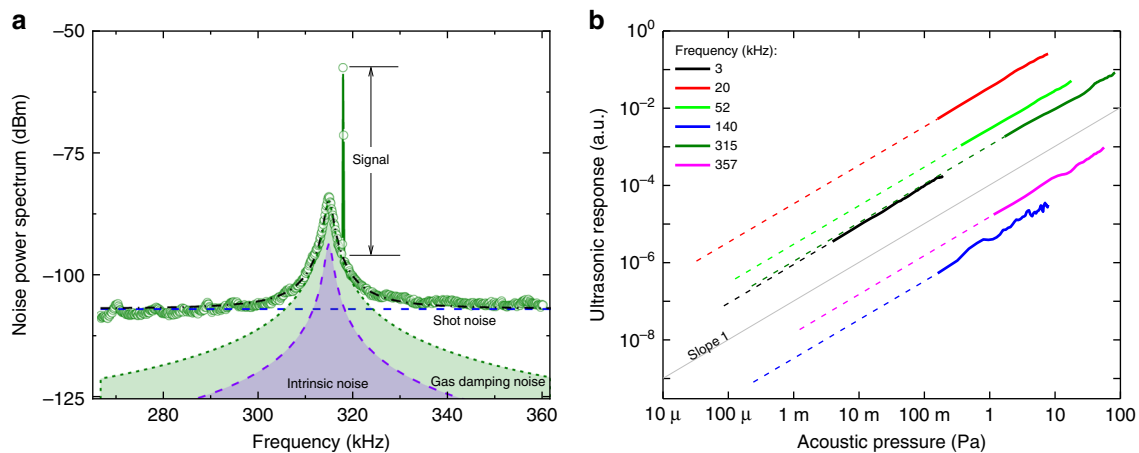 a
Noise power spectrum (dBm)
−50
−75
−100
−125
Signal
Shot noise
Intrinsic noise
Gas damping noise
280
300
320
340
360
Frequency (kHz)
b
Ultrasonic response (a.u.)
10⁰
10⁻²
10⁻⁴
10⁻⁶
10⁻⁸
Frequency (kHz):
3
20
52
140
315
357
Slope 1
10 μ
100 μ
1 m
10 m
100 m
1
10
100
Acoustic pressure (Pa)